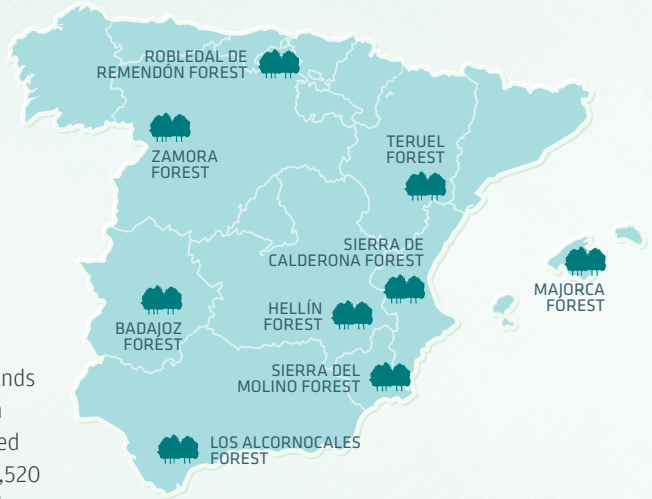 ROBLEDAL DE
REMENDÓN FOREST
ZAMORA
FOREST
TERUEL
FOREST
SIERRA DE
CALDERONA FOREST
MAJORCA
FOREST
HELLÍN
FOREST
BADAJOZ
FOREST
SIERRA DEL
MOLINO FOREST
LOS ALCORNOCALES
FOREST